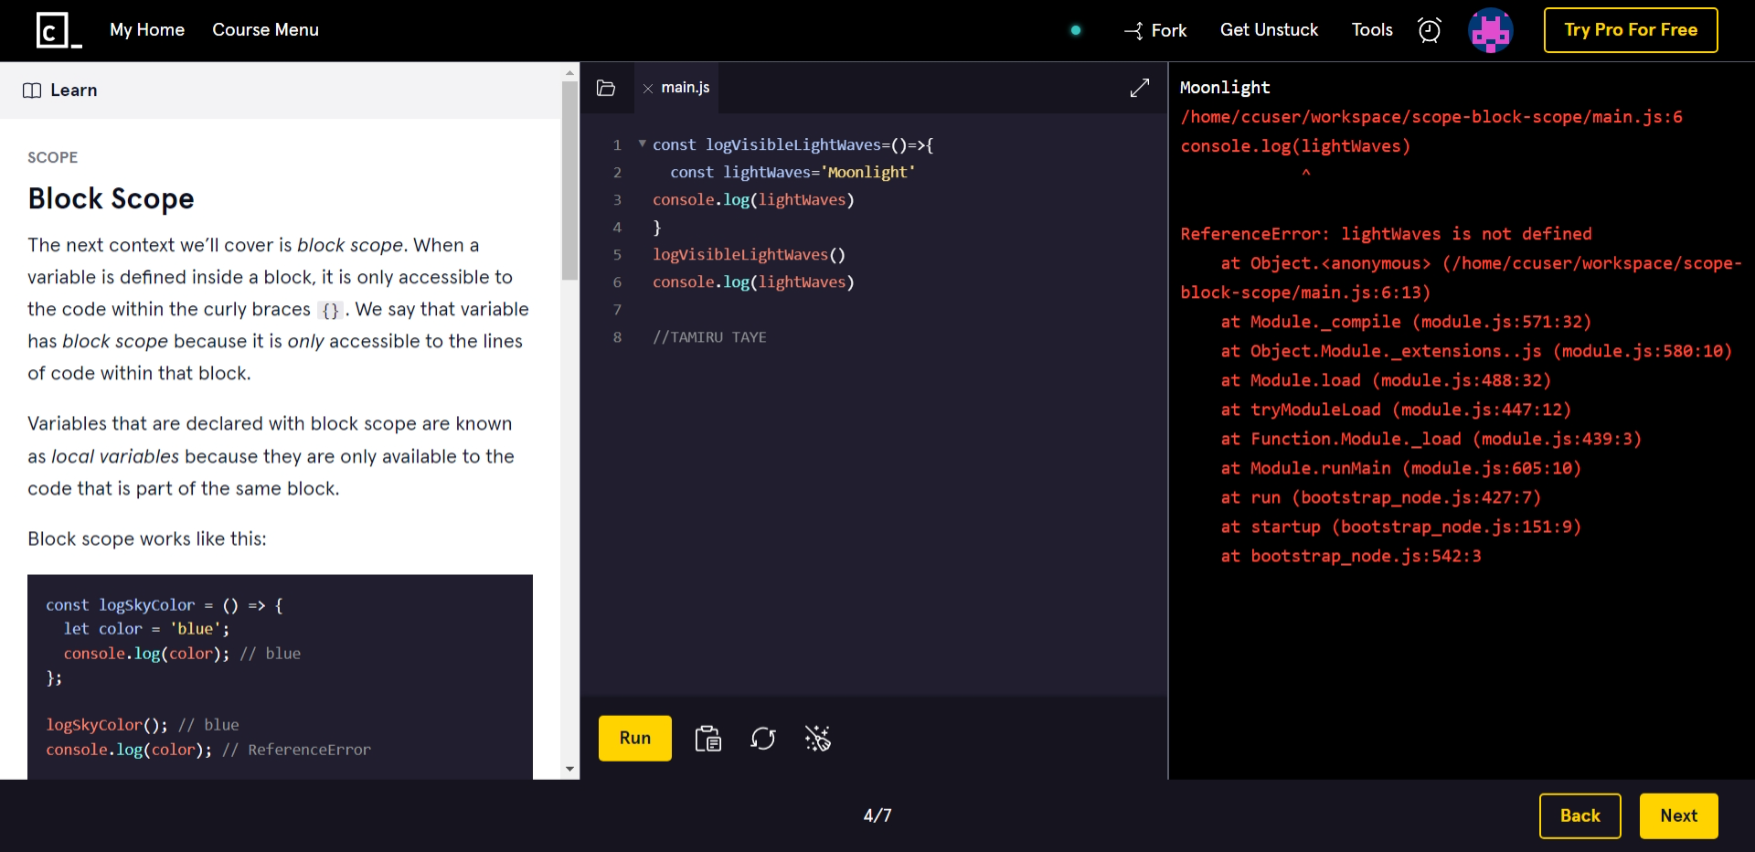 c_
My Home
Course Menu
Fork
Get Unstuck
Tools
Try Pro For Free
Learn
SCOPE
Block Scope
The next context we’ll cover is block scope. When a
variable is defined inside a block, it is only accessible to
the code within the curly braces {}. We say that variable
has block scope because it is only accessible to the lines
of code within that block.
Variables that are declared with block scope are known
as local variables because they are only available to the
code that is part of the same block.
Block scope works like this:
const logSkyColor = () => {
  let color = 'blue';
  console.log(color); // blue
};
logSkyColor(); // blue
console.log(color); // ReferenceError
main.js
1 const logVisibleLightWaves=()=>{
2   const lightWaves='Moonlight'
3 console.log(lightWaves)
4 }
5 logVisibleLightWaves()
6 console.log(lightWaves)
7
8 //TAMIRU TAYE
Run
Moonlight
/home/ccuser/workspace/scope-block-scope/main.js:6
console.log(lightWaves)
            ^
ReferenceError: lightWaves is not defined
    at Object.<anonymous> (/home/ccuser/workspace/scope-
block-scope/main.js:6:13)
    at Module._compile (module.js:571:32)
    at Object.Module._extensions..js (module.js:580:10)
    at Module.load (module.js:488:32)
    at tryModuleLoad (module.js:447:12)
    at Function.Module._load (module.js:439:3)
    at Module.runMain (module.js:605:10)
    at run (bootstrap_node.js:427:7)
    at startup (bootstrap_node.js:151:9)
    at bootstrap_node.js:542:3
4/7
Back
Next